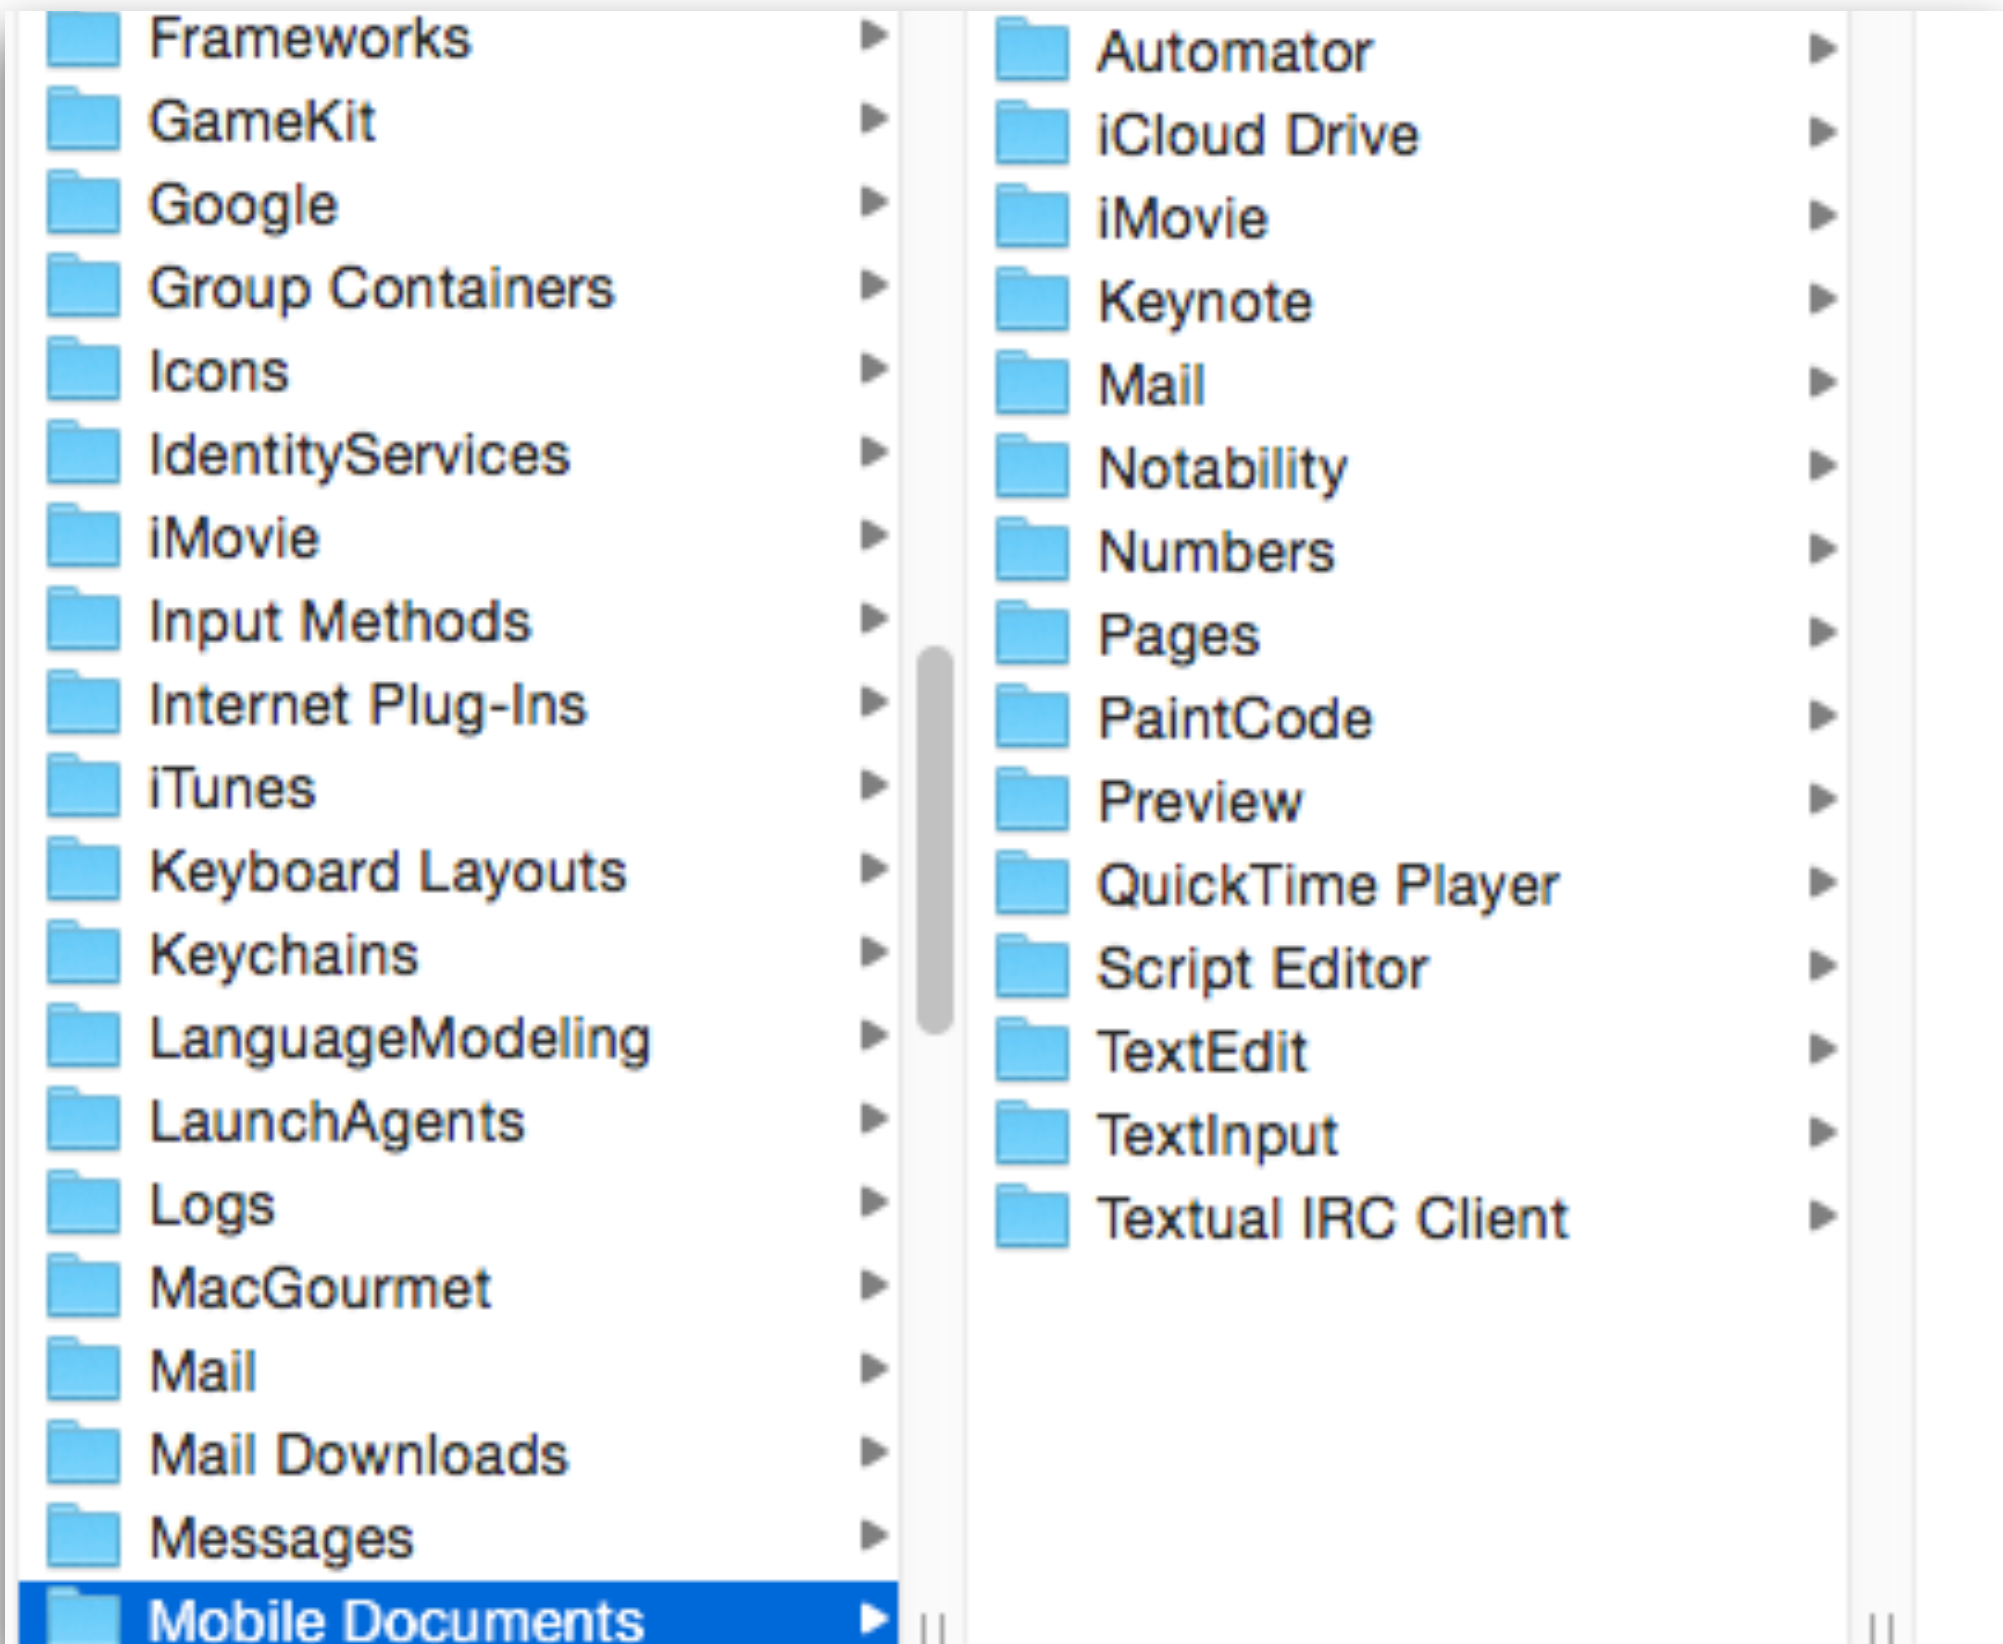 Frameworks
GameKit
Google
Group Containers
Icons
IdentityServices
iMovie
Input Methods
Internet Plug-Ins
iTunes
Keyboard Layouts
Keychains
LanguageModeling
LaunchAgents
Logs
MacGourmet
Mail
Mail Downloads
Messages
Mobile Documents
Automator
iCloud Drive
iMovie
Keynote
Mail
Notability
Numbers
Pages
PaintCode
Preview
QuickTime Player
Script Editor
TextEdit
TextInput
Textual IRC Client